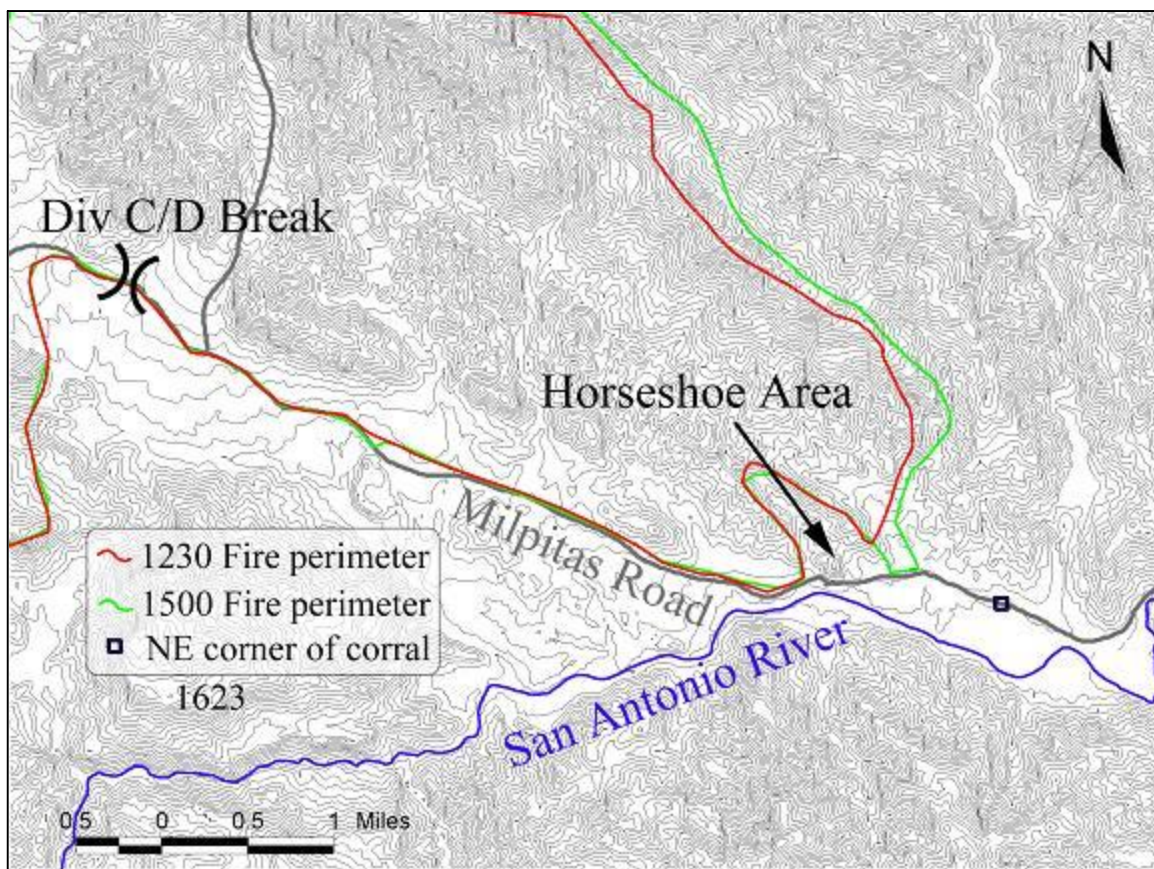 N
Div C/D Break
Horseshoe Area
Milpitas Road
1230 Fire perimeter
1500 Fire perimeter
NE corner of corral
1623
San Antonio River
0.5 0 0.5 1 Miles